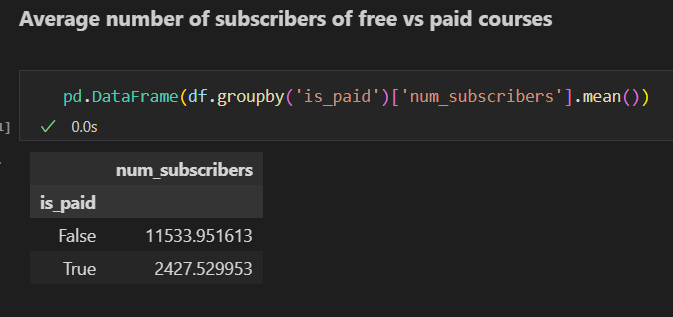 Average number of subscribers of free vs paid courses
pd.DataFrame(df.groupby('is_paid')['num_subscribers'].mean())
1]
0.0s
num_subscribers
is_paid
False 11533.951613
True 2427.529953